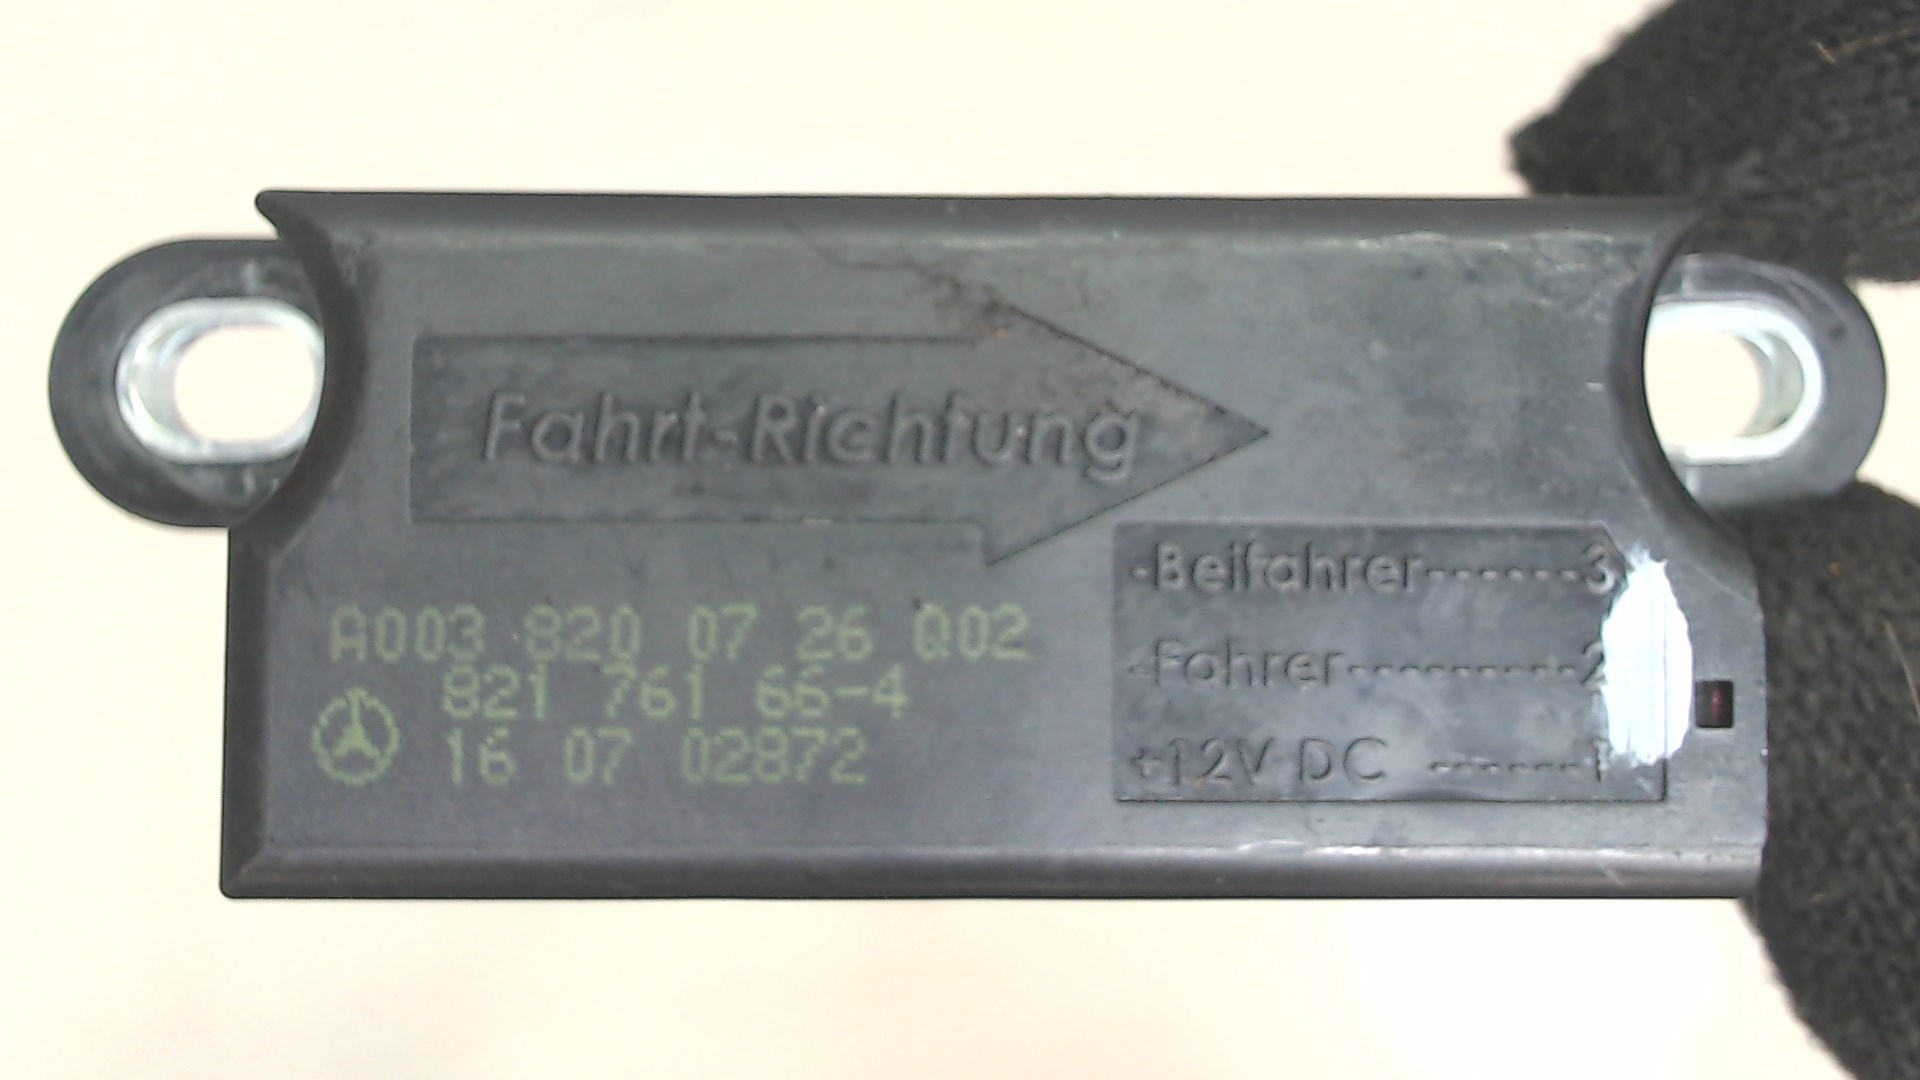 Fahrt-Richtung
-Beifahrer------3
-Fahrer----------2
+12V DC ------1
A003 820 07 26 Q02
821 761 66-4
16 07 02872